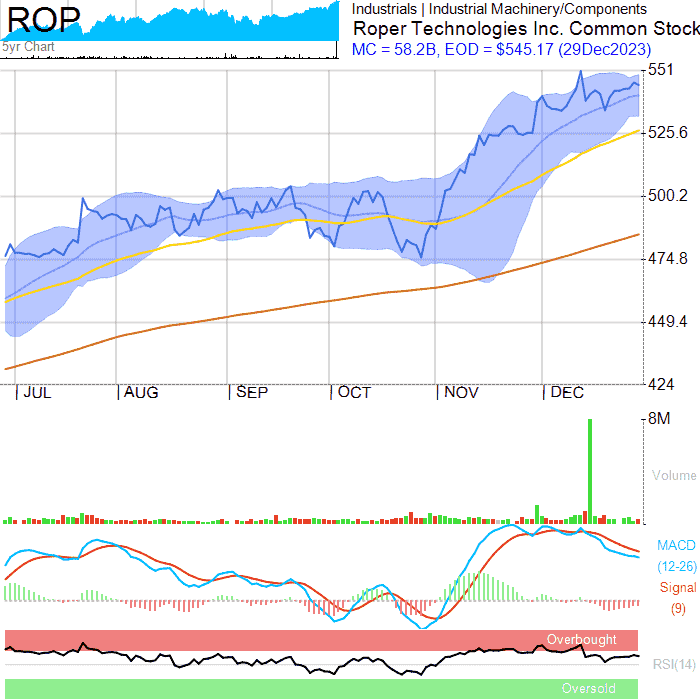 ROP
5yr Chart
Industrials | Industrial Machinery/Components
Roper Technologies Inc. Common Stock
MC = 58.2B, EOD = $545.17 (29Dec2023)
551
525.6
500.2
474.8
449.4
424
JUL AUG SEP OCT NOV DEC
8M
Volume
MACD
(12-26)
Signal
(9)
Overbought
RSI(14)
Oversold